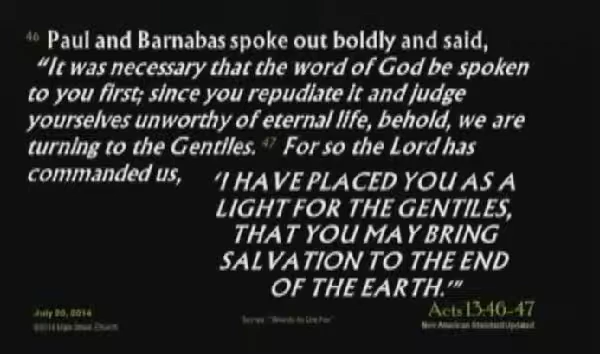 46 Paul and Barnabas spoke out boldly and said,
"It was necessary that the word of God be spoken
to you first; since you repudiate it and judge
yourselves unworthy of eternal life, behold, we are
turning to the Gentiles. 47 For so the Lord has
commanded us,
'I HAVE PLACED YOU AS A
LIGHT FOR THE GENTILES,
THAT YOU MAY BRING
SALVATION TO THE END
OF THE EARTH.'"
Acts 13:46-47
New American Standard Updated
July 20, 2014